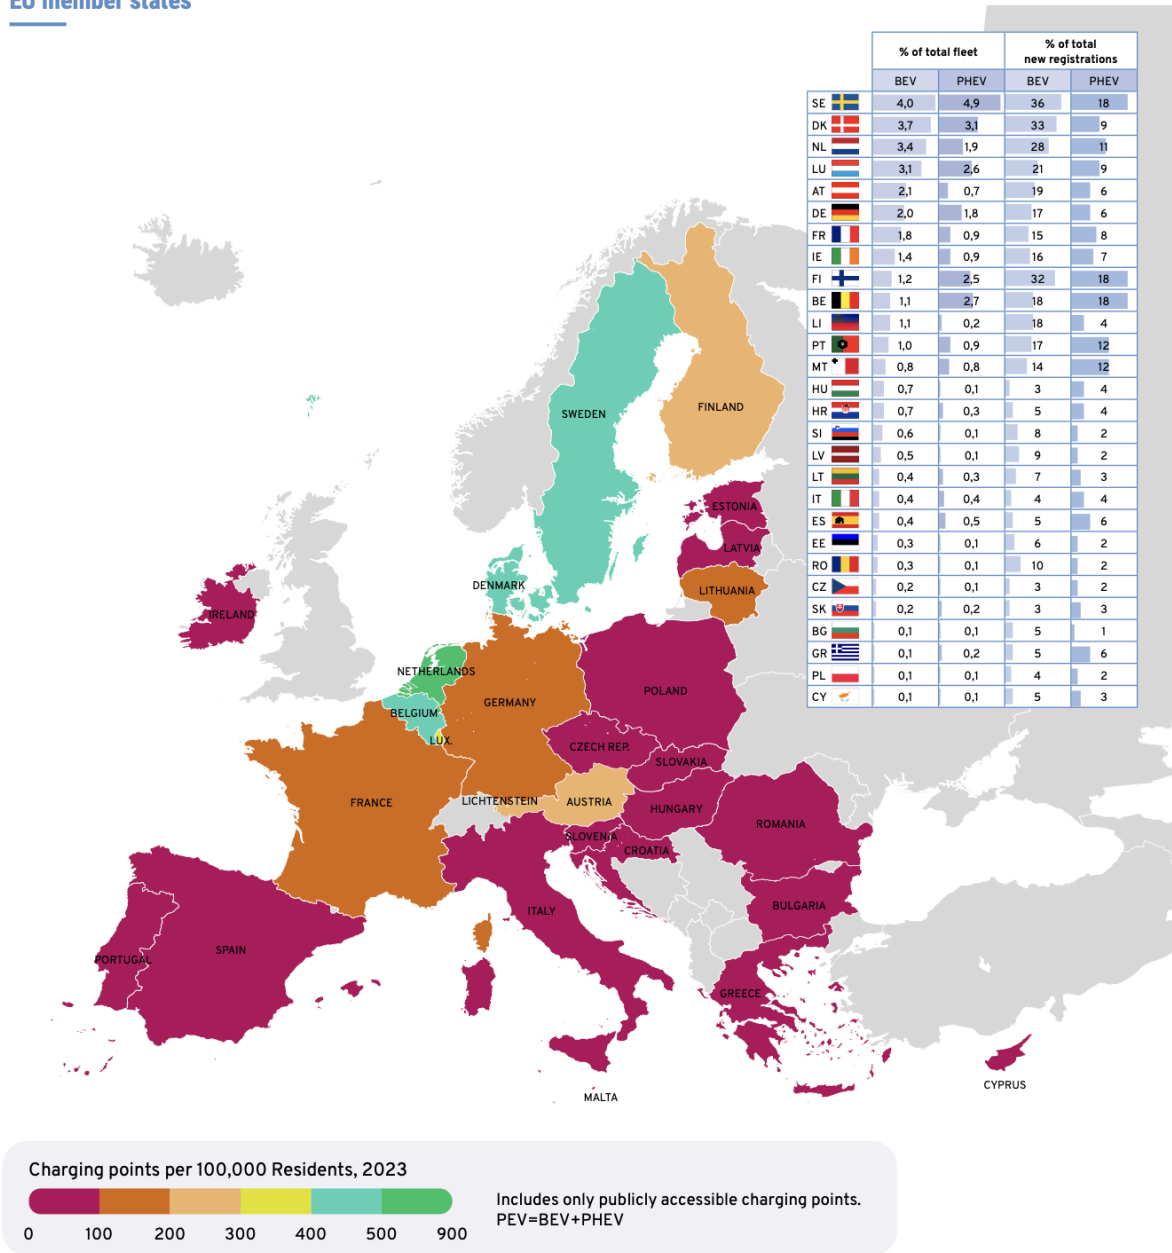 EU member states
% of total fleet
% of total
new registrations
BEV PHEV BEV PHEV
SE 4,0 4,9 36 18
DK 3,7 3,1 33 9
NL 3,4 1,9 28 11
LU 3,1 2,6 21 9
AT 2,1 0,7 19 6
DE 2,0 1,8 17 6
FR 1,8 0,9 15 8
IE 1,4 0,9 16 7
FI 1,2 2,5 32 18
BE 1,1 2,7 18 18
LI 1,1 0,2 18 4
PT 1,0 0,9 17 12
MT 0,8 0,8 14 12
HU 0,7 0,1 3 4
HR 0,7 0,3 5 4
SI 0,6 0,1 8 2
LV 0,5 0,1 9 2
LT 0,4 0,3 7 3
IT 0,4 0,4 4 4
ES 0,4 0,5 5 6
EE 0,3 0,1 6 2
RO 0,3 0,1 10 2
CZ 0,2 0,1 3 2
SK 0,2 0,2 3 3
BG 0,1 0,1 5 1
GR 0,1 0,2 5 6
PL 0,1 0,1 4 2
CY 0,1 0,1 5 3
FINLAND
SWEDEN
ESTONIA
LATVIA
DENMARK
LITHUANIA
IRELAND
NETHERLANDS
POLAND
GERMANY
BELGIUM
LUX.
CZECH REP.
SLOVAKIA
FRANCE
LICHTENSTEIN
AUSTRIA
HUNGARY
ROMANIA
SLOVENIA
CROATIA
BULGARIA
ITALY
SPAIN
PORTUGAL
GREECE
CYPRUS
MALTA
Charging points per 100,000 Residents, 2023
0 100 200 300 400 500 900
Includes only publicly accessible charging points.
PEV=BEV+PHEV